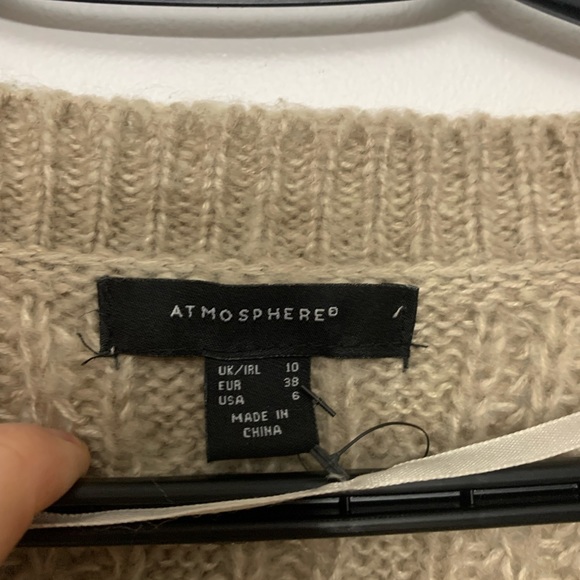 ATMOSPHERE®
UK/IRL 10
EUR 38
USA 6
MADE IN
CHINA